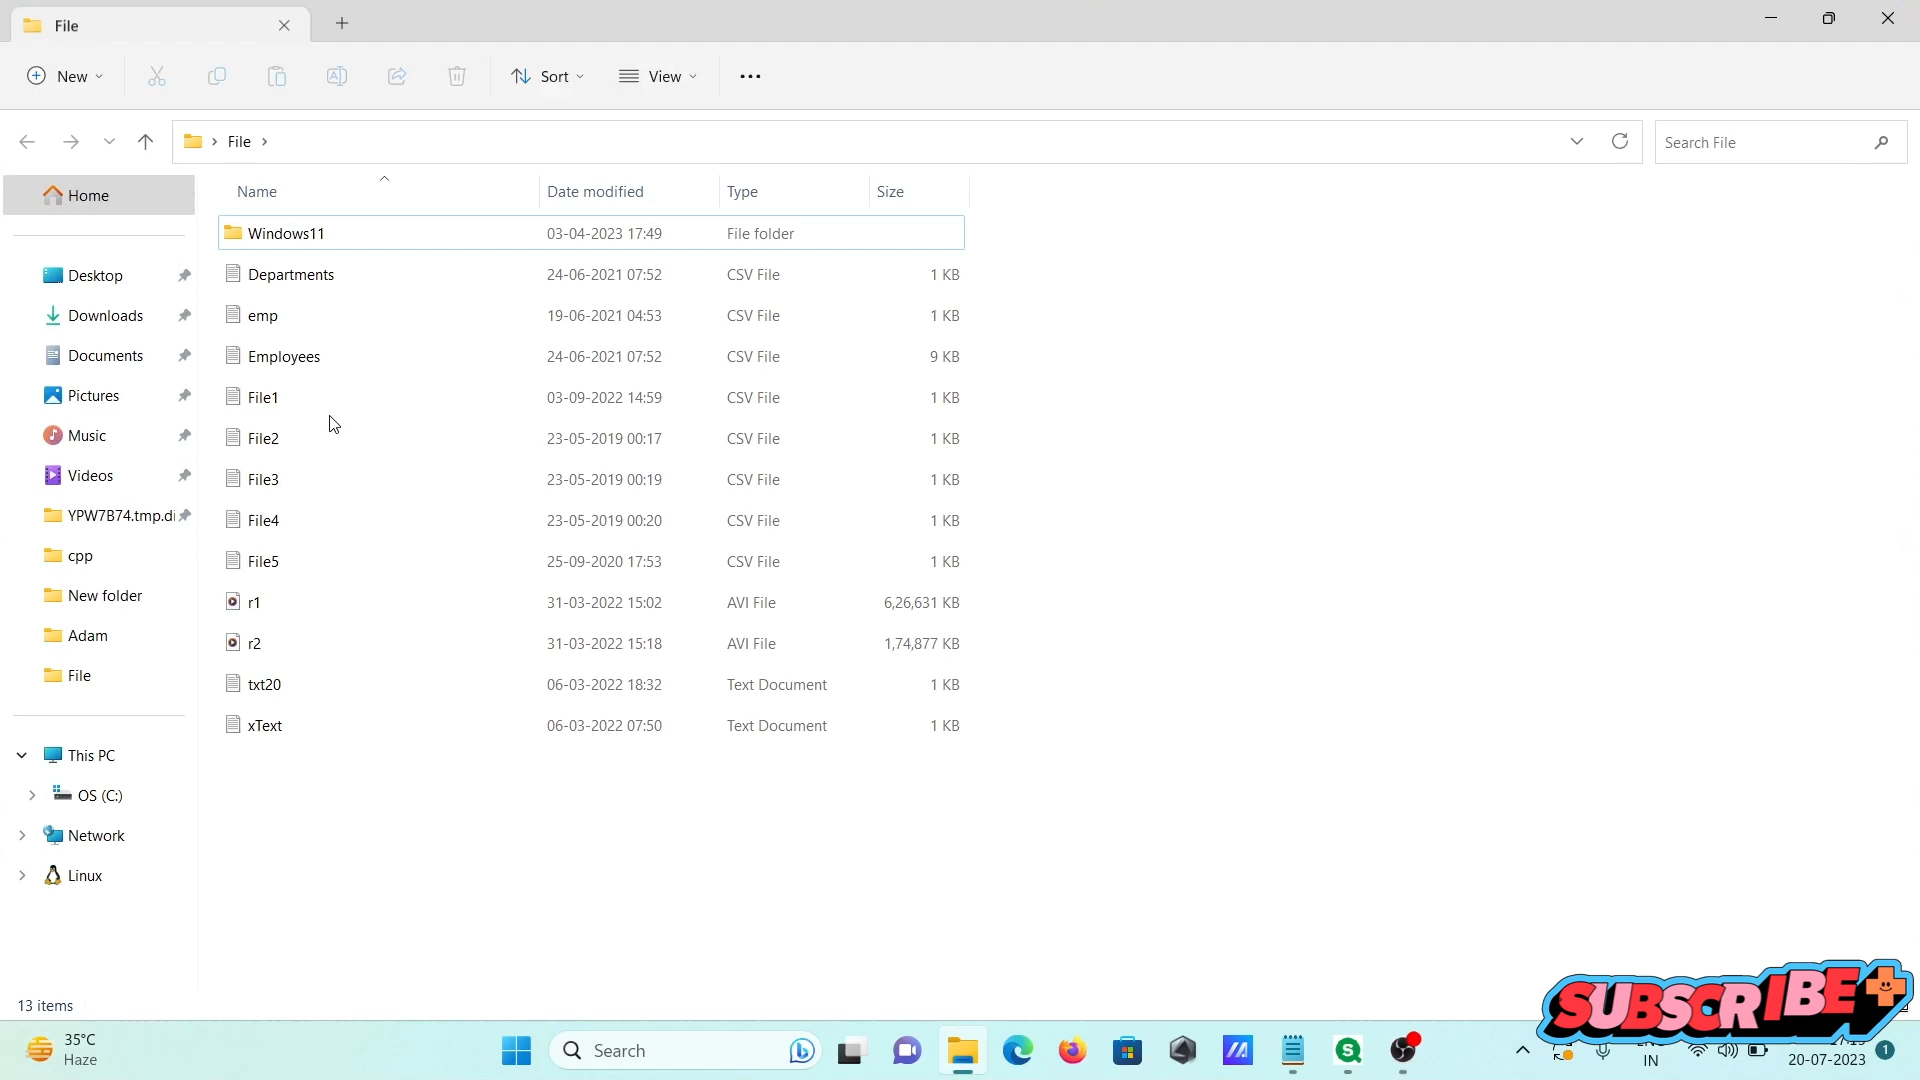 File
New
Sort
View
File
Search File
Home
Name Date modified Type Size
Windows11 03-04-2023 17:49 File folder
Desktop
Departments 24-06-2021 07:52 CSV File 1 KB
Downloads
emp 19-06-2021 04:53 CSV File 1 KB
Documents
Employees 24-06-2021 07:52 CSV File 9 KB
Pictures
File1 03-09-2022 14:59 CSV File 1 KB
Music
File2 23-05-2019 00:17 CSV File 1 KB
Videos
File3 23-05-2019 00:19 CSV File 1 KB
YPW7B74.tmp.di
File4 23-05-2019 00:20 CSV File 1 KB
cpp
File5 25-09-2020 17:53 CSV File 1 KB
New folder
r1 31-03-2022 15:02 AVI File 6,26,631 KB
Adam
r2 31-03-2022 15:18 AVI File 1,74,877 KB
File
txt20 06-03-2022 18:32 Text Document 1 KB
xText 06-03-2022 07:50 Text Document 1 KB
This PC
OS (C:)
Network
Linux
13 items
SUBSCRIBE
35°C
Haze
Search
IN
20-07-2023
1